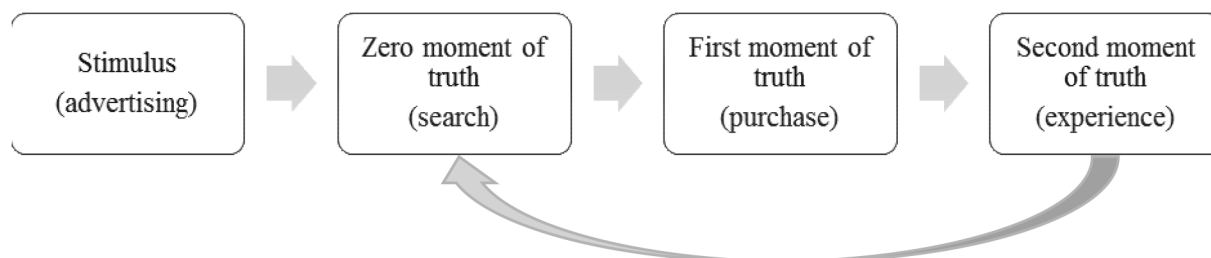 Stimulus
(advertising)
Zero moment of
truth
(search)
First moment of
truth
(purchase)
Second moment
of truth
(experience)